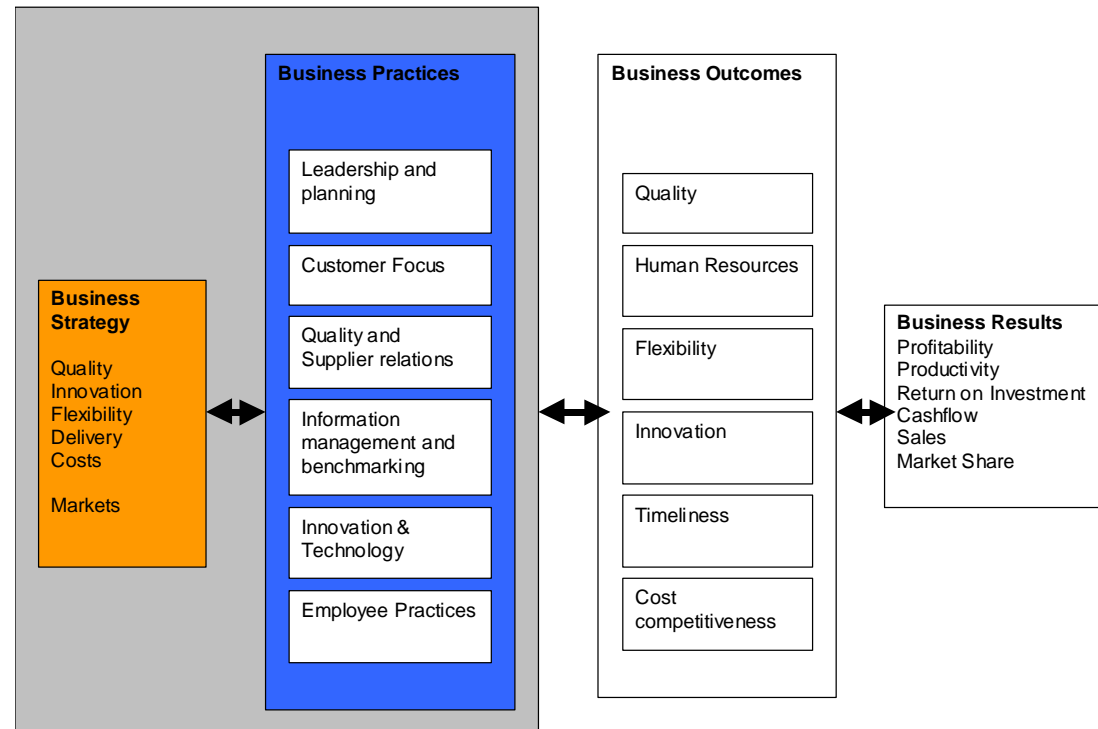 Business Practices
Leadership and
planning
Customer Focus
Quality and
Supplier relations
Information
management and
benchmarking
Innovation &
Technology
Employee Practices
Business
Strategy
Quality
Innovation
Flexibility
Delivery
Costs
Markets
Business Outcomes
Quality
Human Resources
Flexibility
Innovation
Timeliness
Cost
competitiveness
Business Results
Profitability
Productivity
Return on Investment
Cashflow
Sales
Market Share